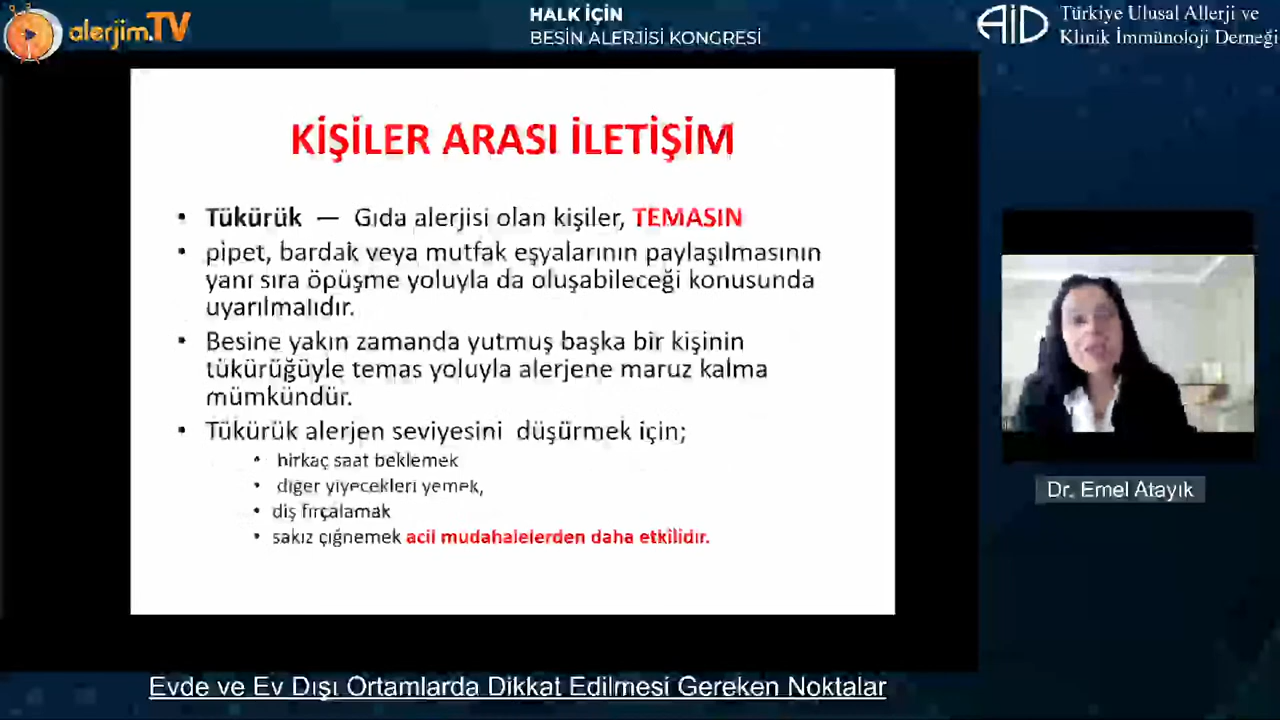 alerjim.TV
HALK İÇİN
BESİN ALERJİSİ KONGRESİ
AİD
Türkiye Ulusal Allerji ve
Klinik İmmünoloji Derneği
KİŞİLER ARASI İLETİŞİM
• Tükürük — Gıda alerjisi olan kişiler, TEMASIN
• pipet, bardak veya mutfak eşyalarının paylaşılmasının
yanı sıra öpüşme yoluyla da oluşabileceği konusunda
uyarılmalıdır.
• Besine yakın zamanda yutmuş başka bir kişinin
tükürüğüyle temas yoluyla alerjene maruz kalma
mümkündür.
• Tükürük alerjen seviyesini düşürmek için;
• birkaç saat beklemek
• diğer yiyecekleri yemek,
• diş fırçalamak
• sakız çiğnemek acil mudahalelerden daha etkilidır.
Dr. Emel Atayık
Evde ve Ev Dışı Ortamlarda Dikkat Edilmesi Gereken Noktalar